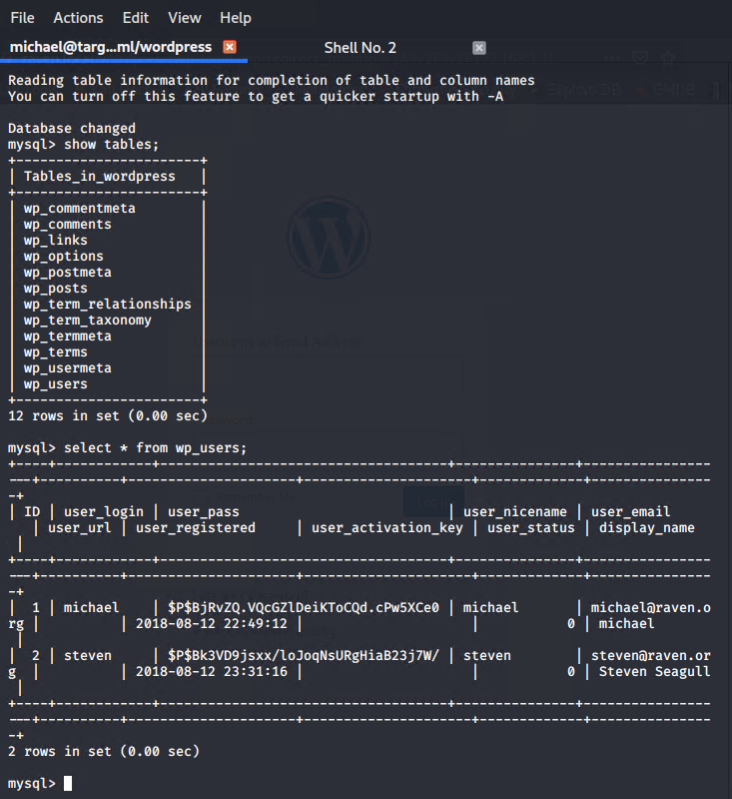 File Actions Edit View Help
michael@targ...ml/wordpress Shell No. 2
Reading table information for completion of table and column names
You can turn off this feature to get a quicker startup with -A
Database changed
mysql> show tables;
+-----------------------+
| Tables_in_wordpress |
+-----------------------+
| wp_commentmeta |
| wp_comments |
| wp_links |
| wp_options |
| wp_postmeta |
| wp_posts |
| wp_term_relationships |
| wp_term_taxonomy |
| wp_termmeta |
| wp_terms |
| wp_usermeta |
| wp_users |
+-----------------------+
12 rows in set (0.00 sec)
mysql> select * from wp_users;
+----+------------+------------------------------------+---------------+----------------
---+----------+---------------------+---------------------+-------------+---------------
-+
| ID | user_login | user_pass | user_nicename | user_email
| user_url | user_registered | user_activation_key | user_status | display_name
|
+----+------------+------------------------------------+---------------+----------------
---+----------+---------------------+---------------------+-------------+---------------
-+
| 1 | michael | $P$BjRvZQ.VQcGZlDeiKToCQd.cPw5XCe0 | michael | michael@raven.o
rg | | 2018-08-12 22:49:12 | | 0 | michael
|
| 2 | steven | $P$Bk3VD9jsxx/loJoqNsURgHiaB23j7W/ | steven | steven@raven.or
g | | 2018-08-12 23:31:16 | | 0 | Steven Seagull
|
+----+------------+------------------------------------+---------------+----------------
---+----------+---------------------+---------------------+-------------+---------------
-+
2 rows in set (0.00 sec)
mysql>